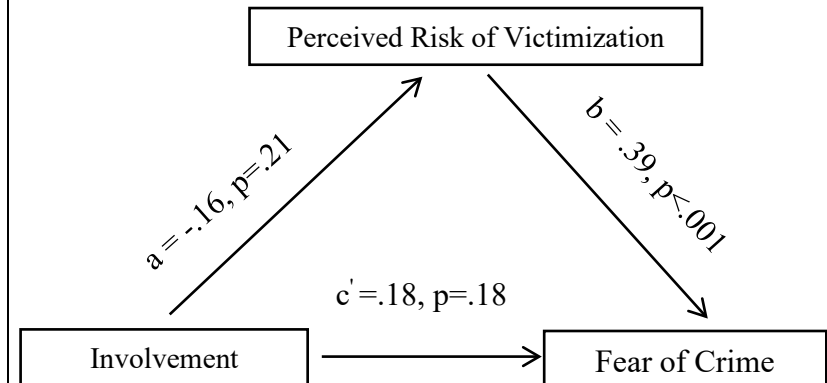 Perceived Risk of Victimization
a = -.16, p=.21
b = .39, p<.001
c' =.18, p=.18
Involvement
Fear of Crime